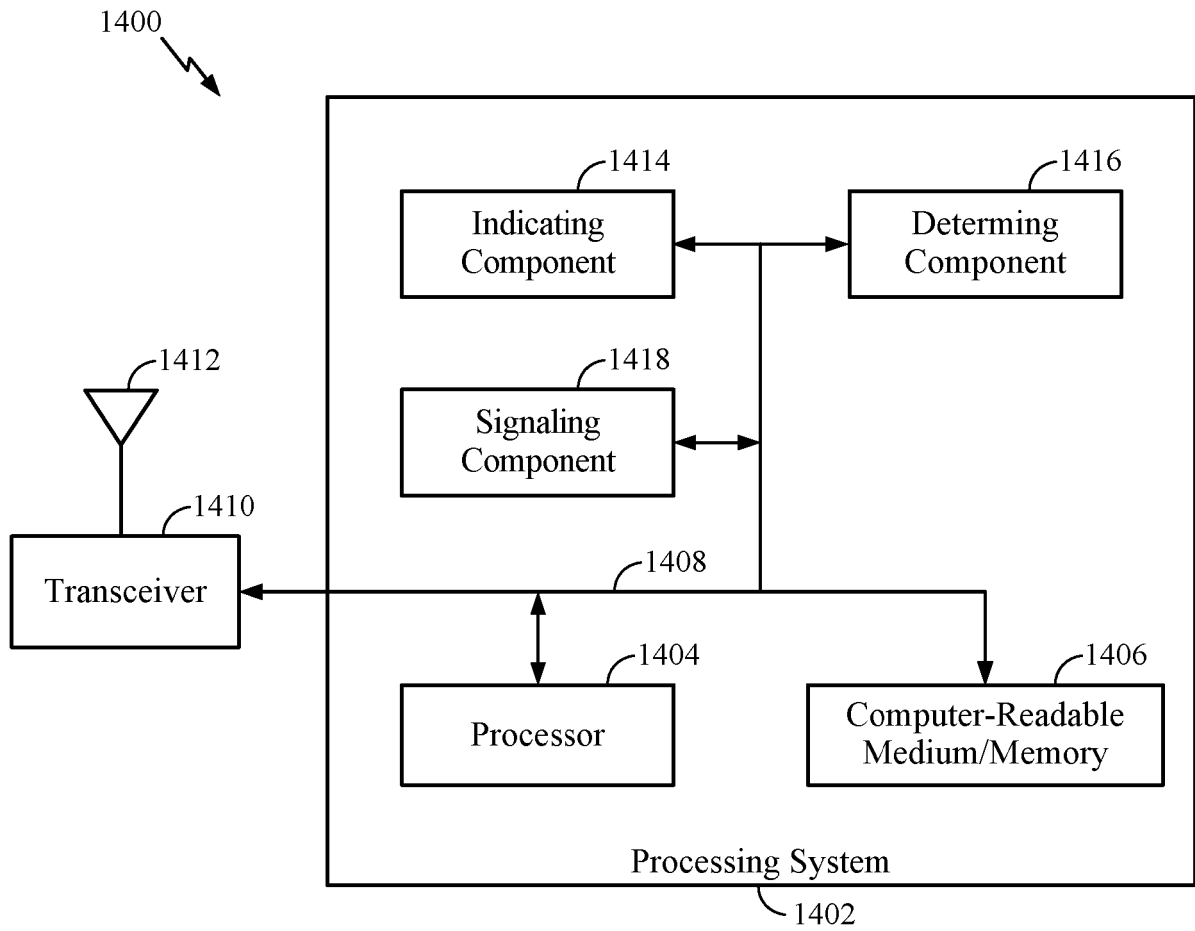 1400
1414
Indicating
Component
1416
Determing
Component
1412
1418
Signaling
Component
1410
Transceiver
1408
1404
Processor
1406
Computer-Readable
Medium/Memory
Processing System
1402